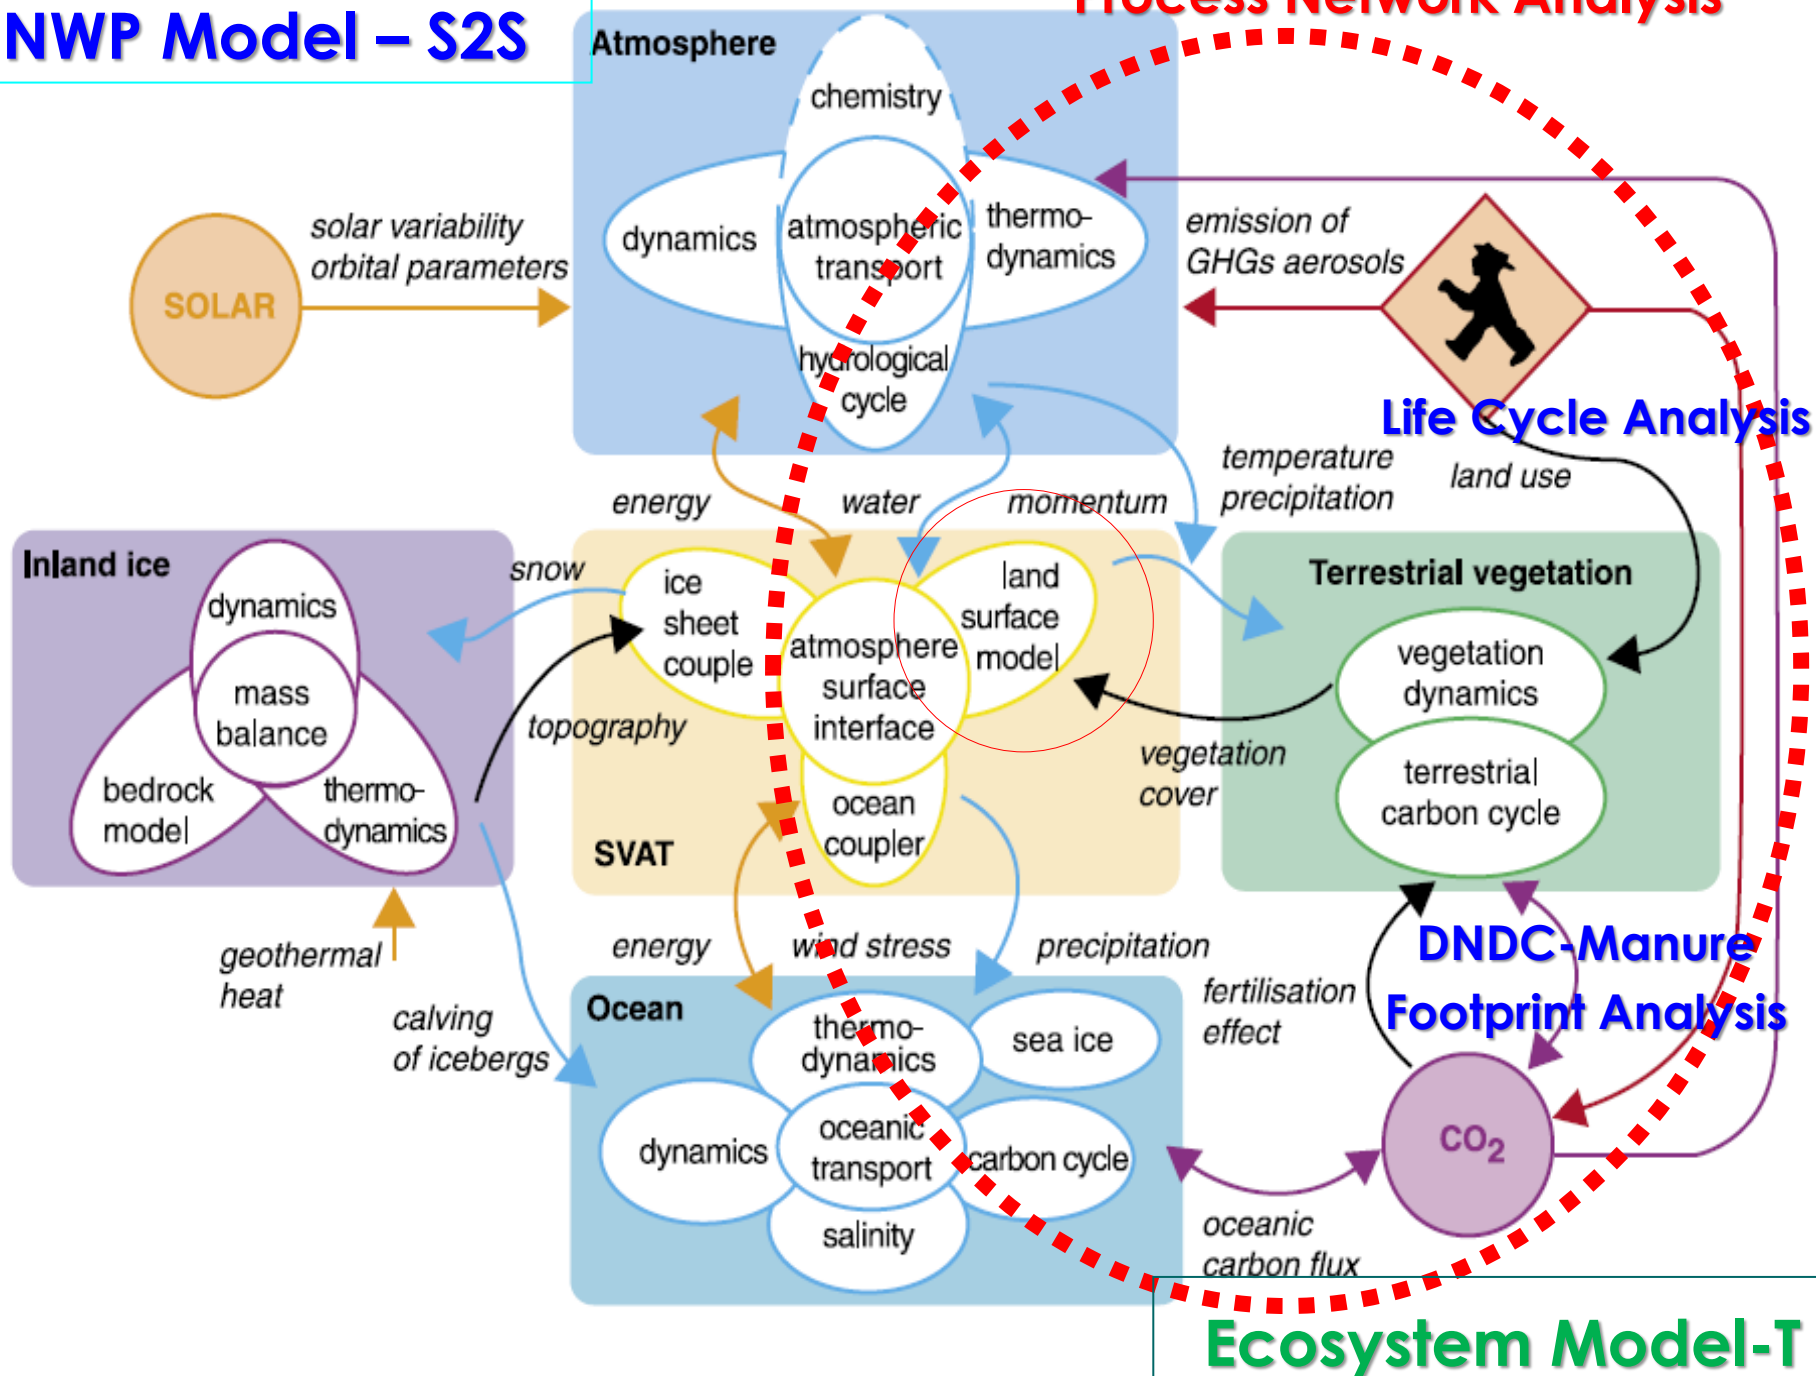 Process Network Analysis
NWP Model – S2S
Atmosphere
chemistry
dynamics
atmospheric
transport
thermo-
dynamics
hydrological
cycle
solar variability
orbital parameters
SOLAR
emission of
GHGs aerosols
Life Cycle Analysis
land use
temperature
precipitation
energy
water
momentum
Inland ice
dynamics
mass
balance
bedrock
model
thermo-
dynamics
snow
topography
geothermal
heat
calving
of icebergs
ice
sheet
couple
atmosphere
surface
interface
land
surface
model
ocean
coupler
SVAT
vegetation
cover
Terrestrial vegetation
vegetation
dynamics
terrestrial
carbon cycle
energy
wind stress
precipitation
fertilisation
effect
DNDC-Manure
Footprint Analysis
Ocean
thermo-
dynamics
sea ice
dynamics
oceanic
transport
carbon cycle
salinity
CO2
oceanic
carbon flux
Ecosystem Model-T